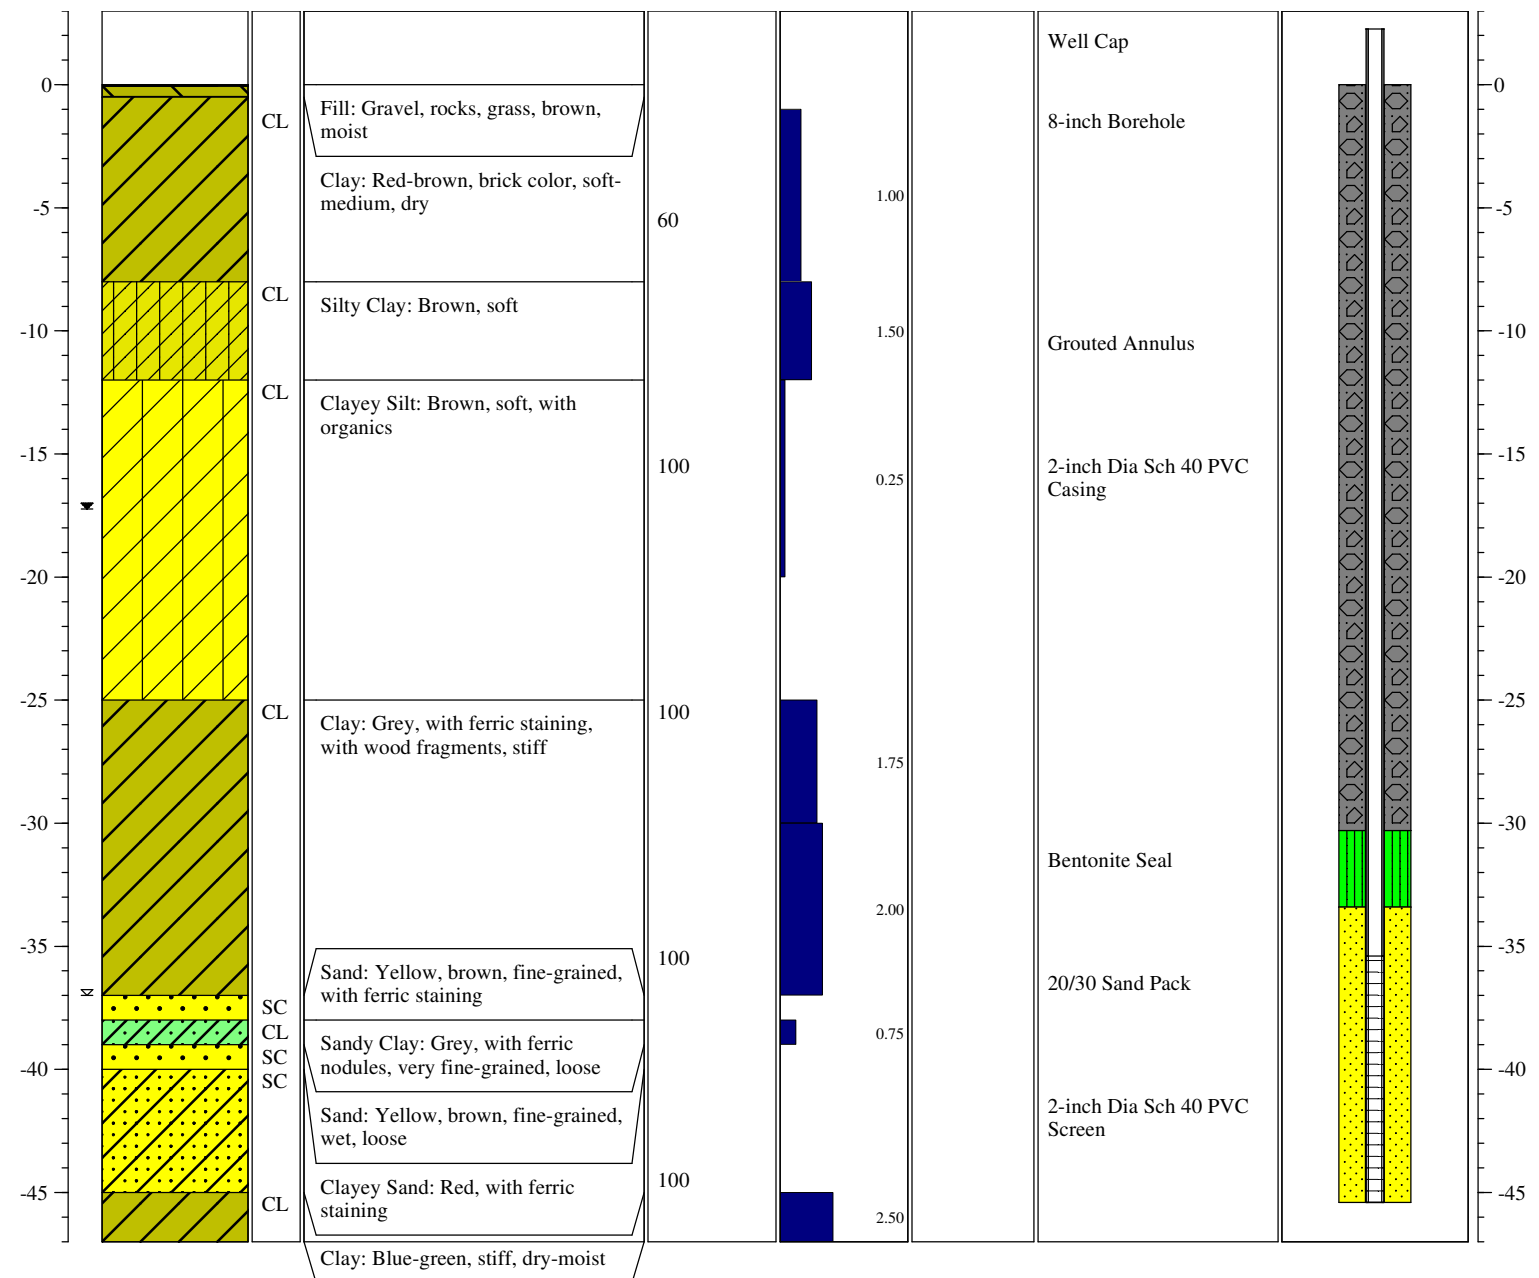 Well Cap
0
0
Fill: Gravel, rocks, grass, brown,
moist
CL
8-inch Borehole
Clay: Red-brown, brick color, soft-
medium, dry
1.00
-5
-5
60
CL
Silty Clay: Brown, soft
-10
1.50
-10
Grouted Annulus
CL
Clayey Silt: Brown, soft, with
organics
-15
-15
100
2-inch Dia Sch 40 PVC
Casing
0.25
-20
-20
-25
-25
CL
100
Clay: Grey, with ferric staining,
with wood fragments, stiff
1.75
-30
-30
Bentonite Seal
2.00
-35
-35
100
Sand: Yellow, brown, fine-grained,
with ferric staining
20/30 Sand Pack
SC
CL
0.75
Sandy Clay: Grey, with ferric
nodules, very fine-grained, loose
SC
-40
-40
SC
2-inch Dia Sch 40 PVC
Screen
Sand: Yellow, brown, fine-grained,
wet, loose
100
Clayey Sand: Red, with ferric
staining
-45
-45
CL
2.50
Clay: Blue-green, stiff, dry-moist